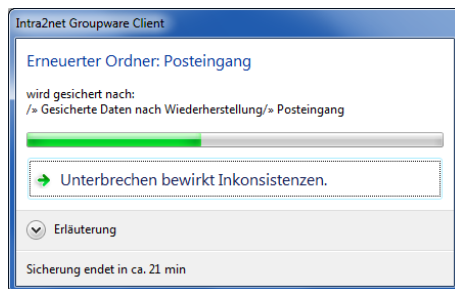 Intra2net Groupware Client
Erneuerter Ordner: Posteingang
wird gesichert nach:
/» Gesicherte Daten nach Wiederherstellung/» Posteingang
Unterbrechen bewirkt Inkonsistenzen.
Erläuterung
Sicherung endet in ca. 21 min